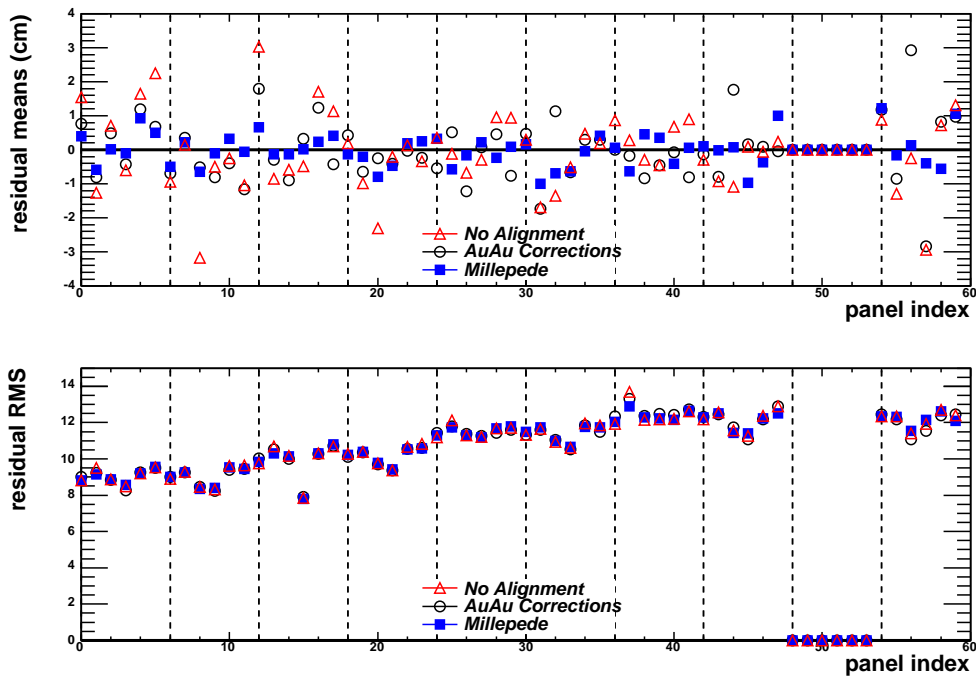 residual means (cm)
4
3
2
1
0
-1
-2
-3
-4
No Alignment
AuAu Corrections
Millepede
0 10 20 30 40 50 60
panel index
residual RMS
14
12
10
8
6
4
2
0
No Alignment
AuAu Corrections
Millepede
0 10 20 30 40 50 60
panel index